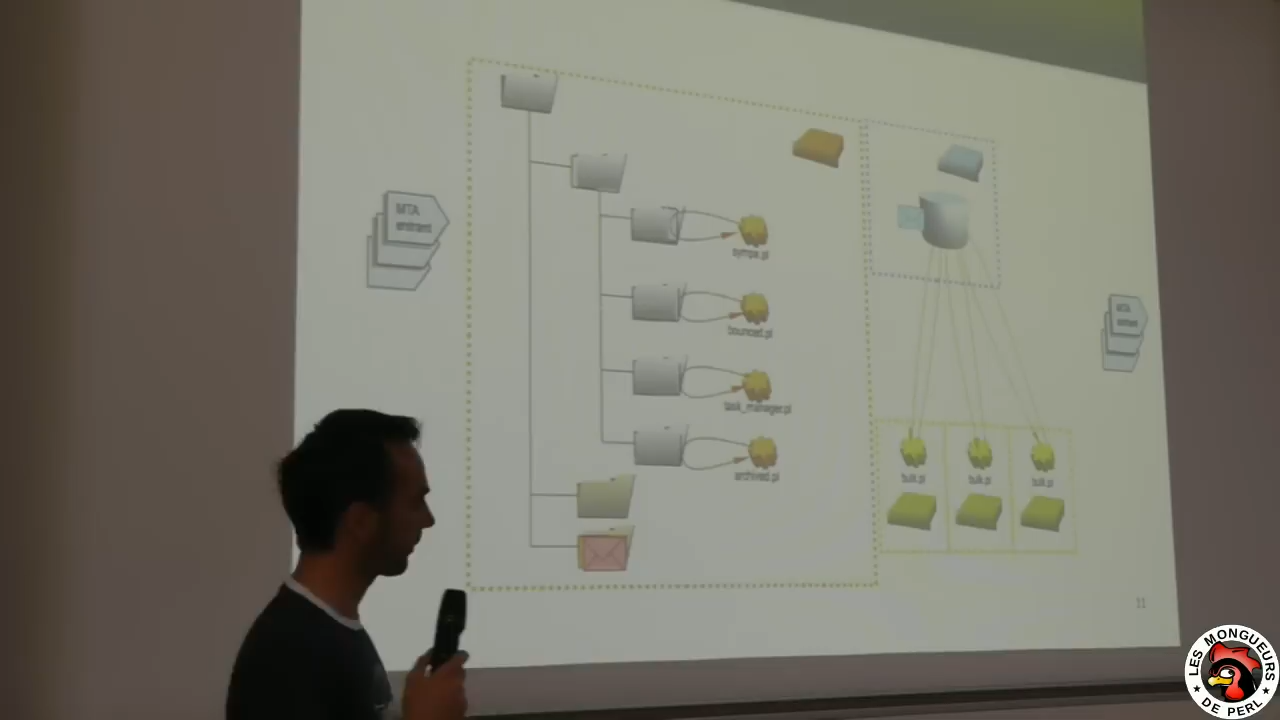 MTA
entrant
sympa.pl
bounced.pl
task_manager.pl
archived.pl
bulk.pl
bulk.pl
bulk.pl
MTA
11
LES MONGUEURS
DE PERL